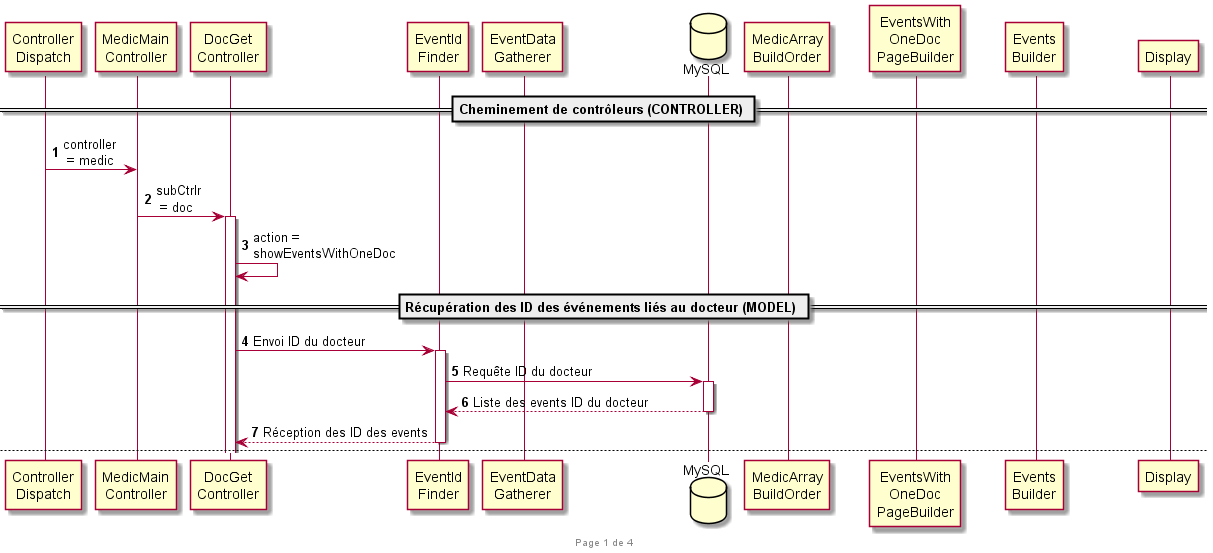 Controller
Dispatch
MedicMain
Controller
DocGet
Controller
EventId
Finder
EventData
Gatherer
MySQL
MedicArray
BuildOrder
EventsWith
OneDoc
PageBuilder
Events
Builder
Display
Cheminement de contrôleurs (CONTROLLER)
1 controller
= medic
2 subCtrlr
= doc
3 action =
showEventsWithOneDoc
Récupération des ID des événements liés au docteur (MODEL)
4 Envoi ID du docteur
5 Requête ID du docteur
6 Liste des events ID du docteur
7 Réception des ID des events
Controller
Dispatch
MedicMain
Controller
DocGet
Controller
EventId
Finder
EventData
Gatherer
MySQL
MedicArray
BuildOrder
EventsWith
OneDoc
PageBuilder
Events
Builder
Display
Page 1 de 4